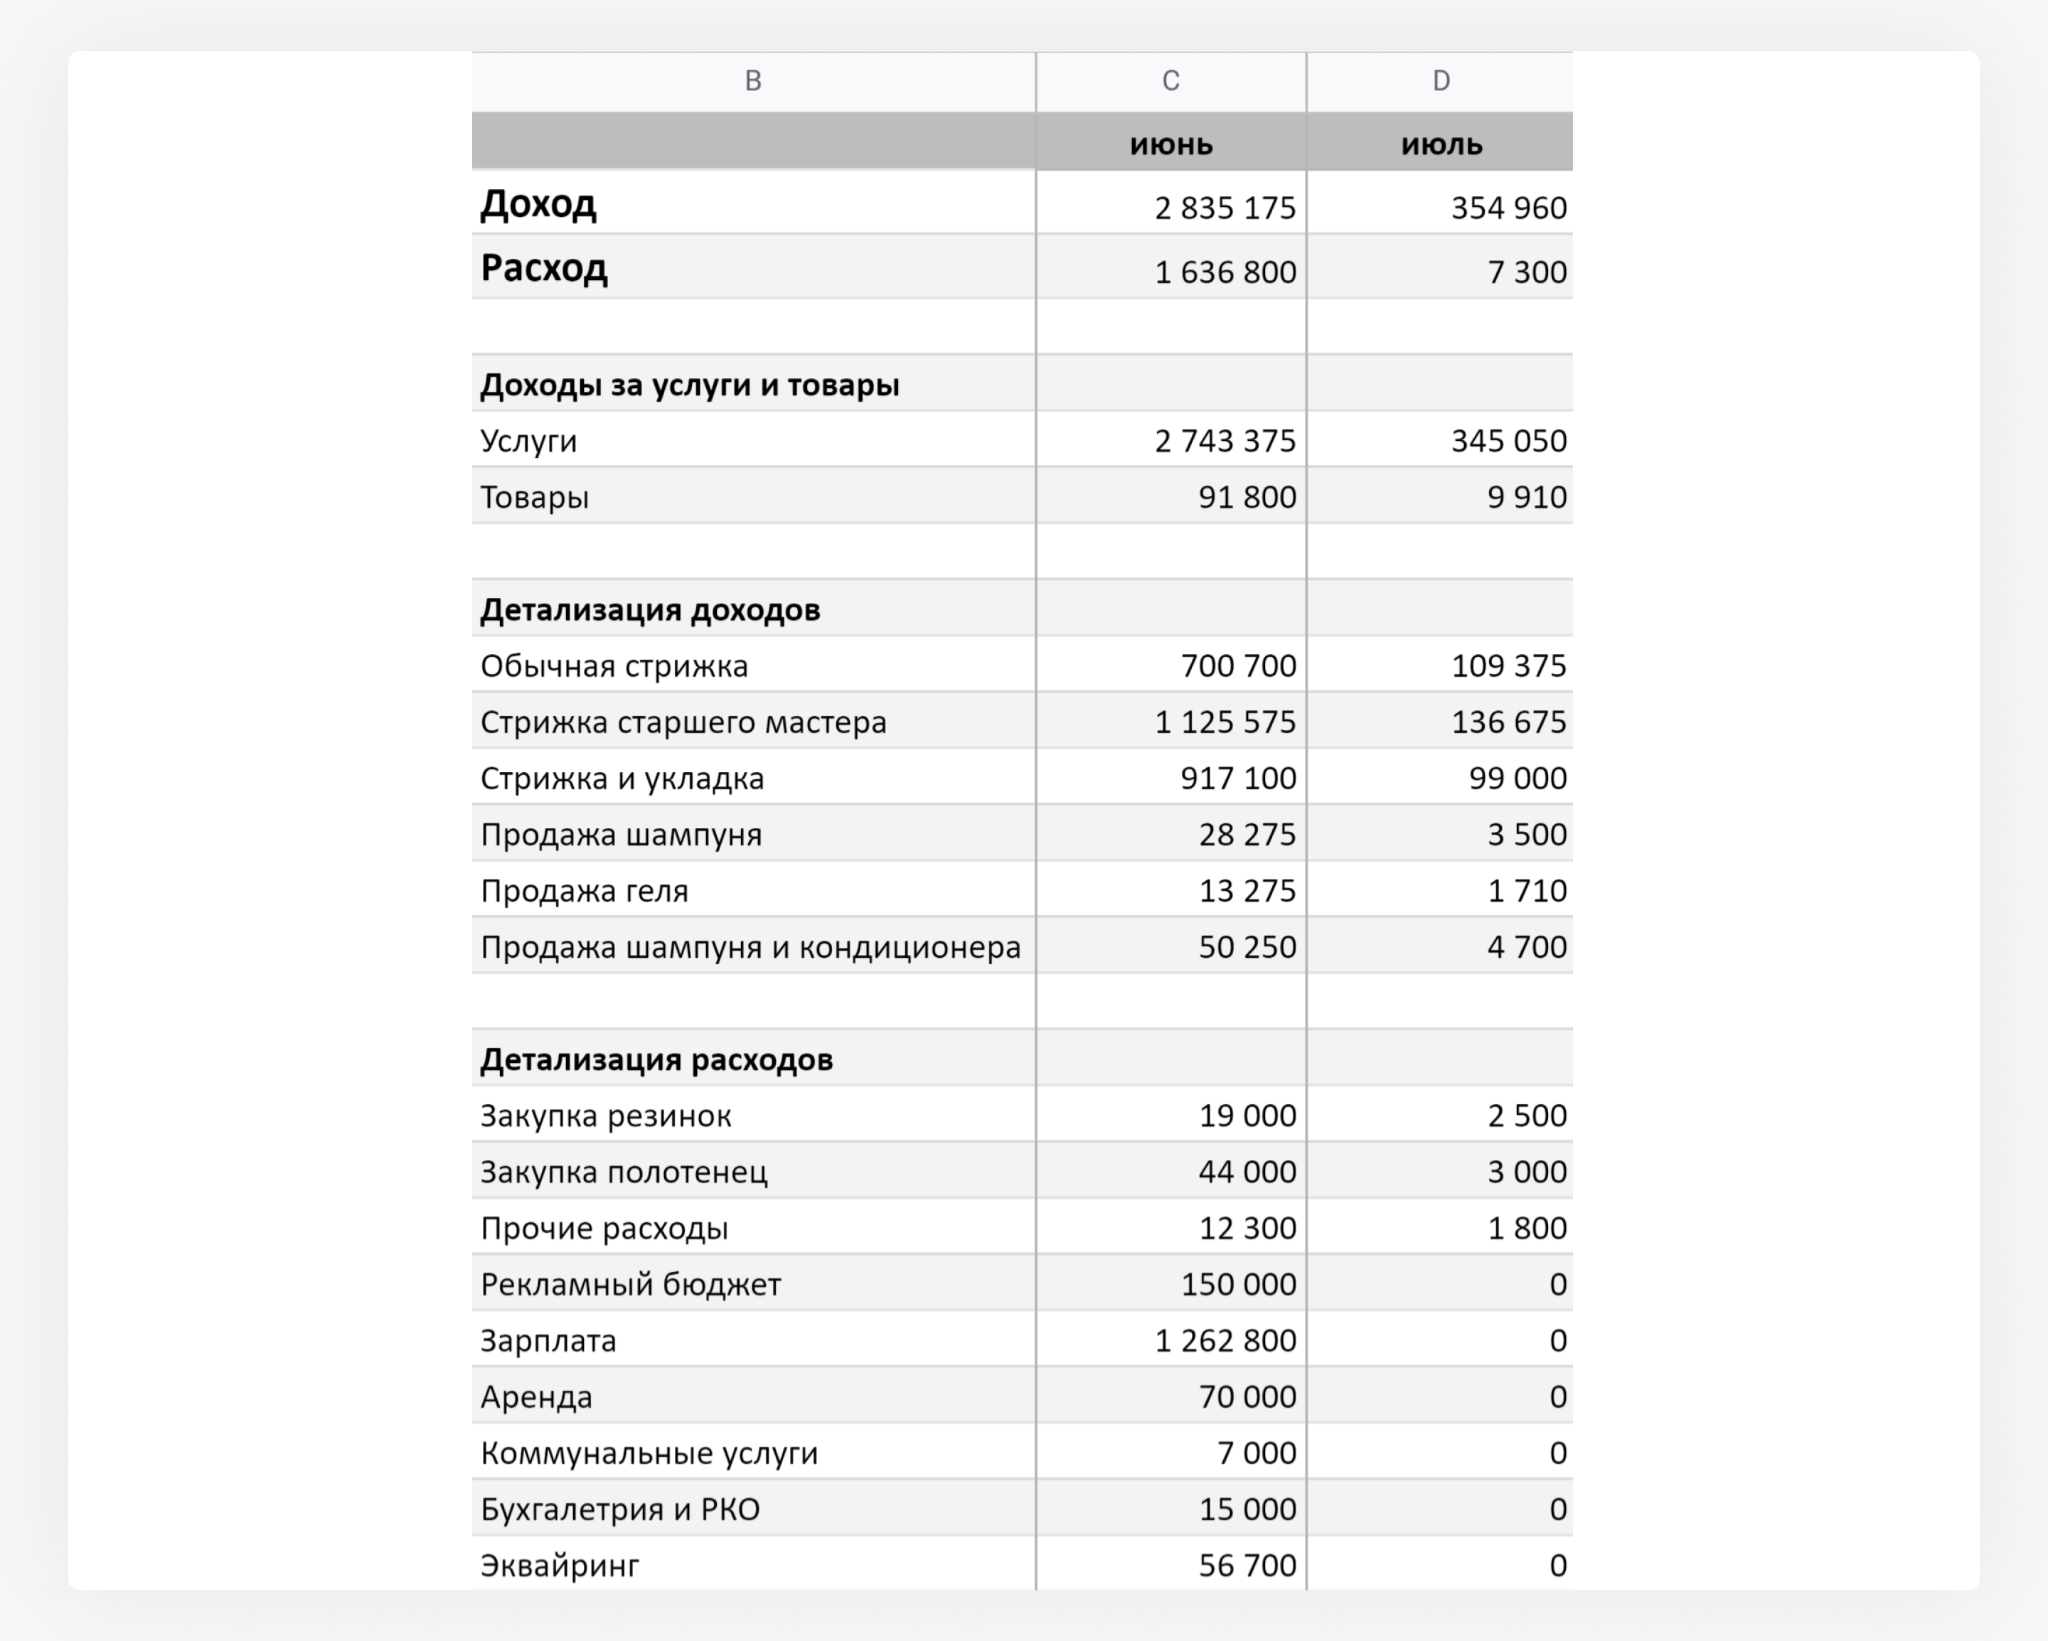 B C D
июнь июль
Доход 2 835 175 354 960
Расход 1 636 800 7 300
Доходы за услуги и товары
Услуги 2 743 375 345 050
Товары 91 800 9 910
Детализация доходов
Обычная стрижка 700 700 109 375
Стрижка старшего мастера 1 125 575 136 675
Стрижка и укладка 917 100 99 000
Продажа шампуня 28 275 3 500
Продажа геля 13 275 1 710
Продажа шампуня и кондиционера 50 250 4 700
Детализация расходов
Закупка резинок 19 000 2 500
Закупка полотенец 44 000 3 000
Прочие расходы 12 300 1 800
Рекламный бюджет 150 000 0
Зарплата 1 262 800 0
Аренда 70 000 0
Коммунальные услуги 7 000 0
Бухгалетрия и РКО 15 000 0
Эквайринг 56 700 0